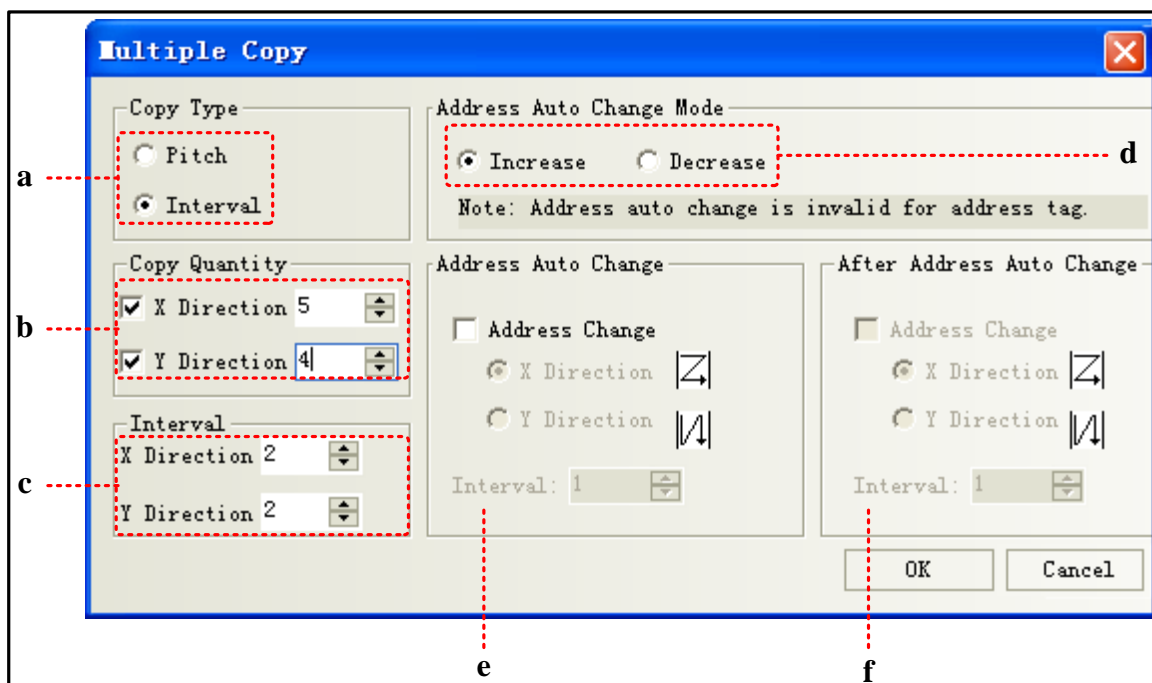 Multiple Copy
Copy Type
Pitch
Interval
a
Address Auto Change Mode
Increase Decrease
d
Note: Address auto change is invalid for address tag.
Copy Quantity
X Direction 5
Y Direction 4
b
Interval
X Direction 2
Y Direction 2
c
Address Auto Change
Address Change
X Direction
Y Direction
Interval: 1
After Address Auto Change
Address Change
X Direction
Y Direction
Interval: 1
OK Cancel
e f